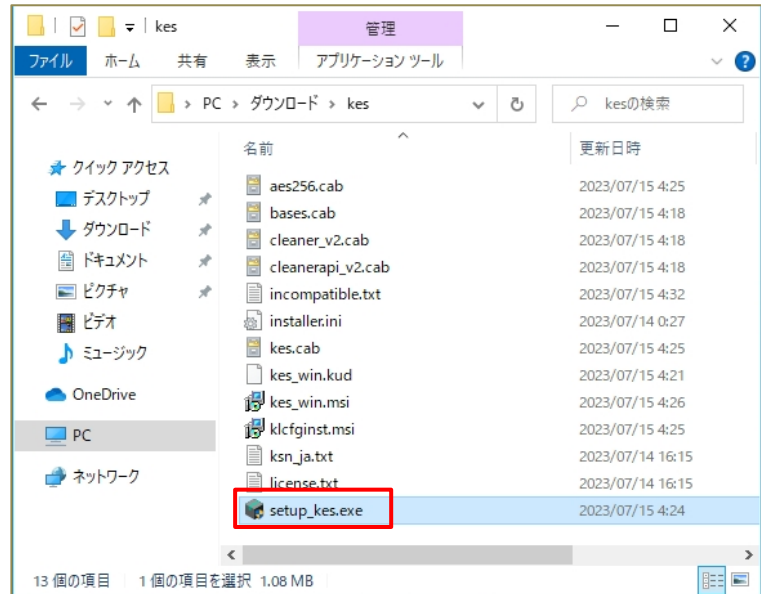 kes
管理
ファイル ホーム 共有 表示 アプリケーション ツール
PC ダウンロード kes
kesの検索
名前 更新日時
クイック アクセス
デスクトップ
ダウンロード
ドキュメント
ピクチャ
ビデオ
ミュージック
OneDrive
PC
ネットワーク
aes256.cab 2023/07/15 4:25
bases.cab 2023/07/15 4:18
cleaner_v2.cab 2023/07/15 4:18
cleanerapi_v2.cab 2023/07/15 4:18
incompatible.txt 2023/07/15 4:32
installer.ini 2023/07/14 0:27
kes.cab 2023/07/15 4:25
kes_win.kud 2023/07/15 4:21
kes_win.msi 2023/07/15 4:26
klcfginst.msi 2023/07/15 4:25
ksn_ja.txt 2023/07/14 16:15
license.txt 2023/07/14 16:15
setup_kes.exe 2023/07/15 4:24
13 個の項目 1 個の項目を選択 1.08 MB